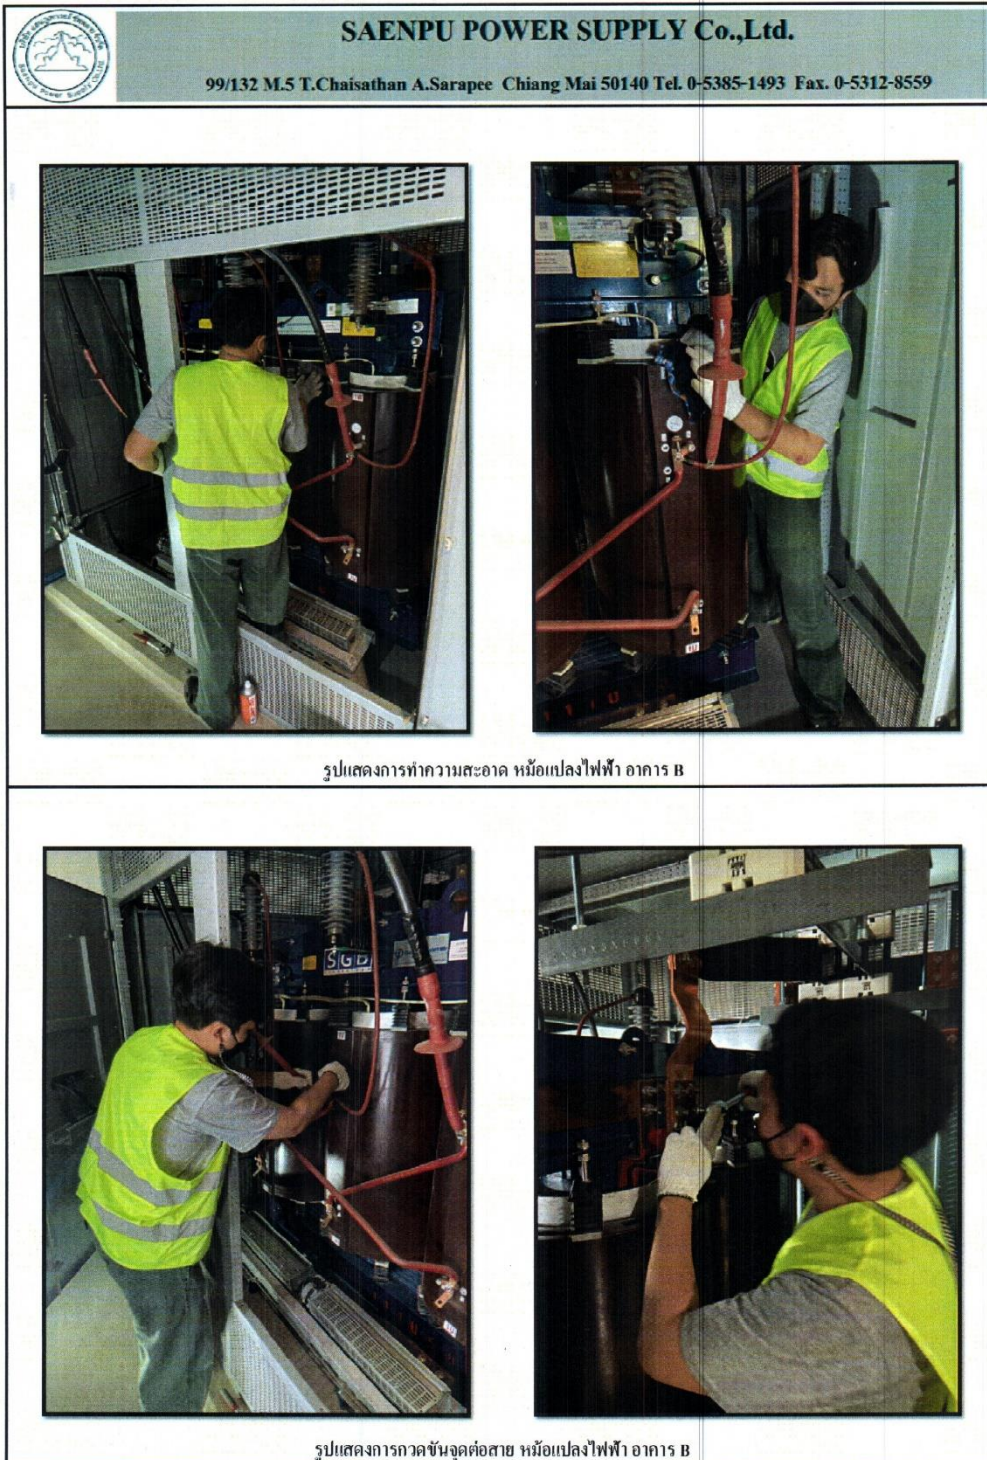 SAENPU POWER SUPPLY Co.,Ltd.
99/132 M.5 T.Chaisathan A.Sarapee Chiang Mai 50140 Tel. 0-5385-1493 Fax. 0-5312-8559
รูปแสดงการทำความสะอาด หม้อแปลงไฟฟ้า อาคาร B
SGB
รูปแสดงการกวดขันจุดต่อสาย หม้อแปลงไฟฟ้า อาคาร B